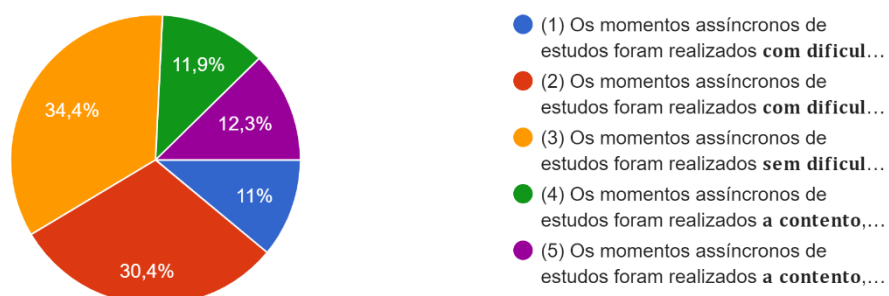 11,9%
34,4%
12,3%
11%
30,4%
(1) Os momentos assíncronos de
estudos foram realizados com dificul…
(2) Os momentos assíncronos de
estudos foram realizados com dificul…
(3) Os momentos assíncronos de
estudos foram realizados sem dificul…
(4) Os momentos assíncronos de
estudos foram realizados a contento,…
(5) Os momentos assíncronos de
estudos foram realizados a contento,…